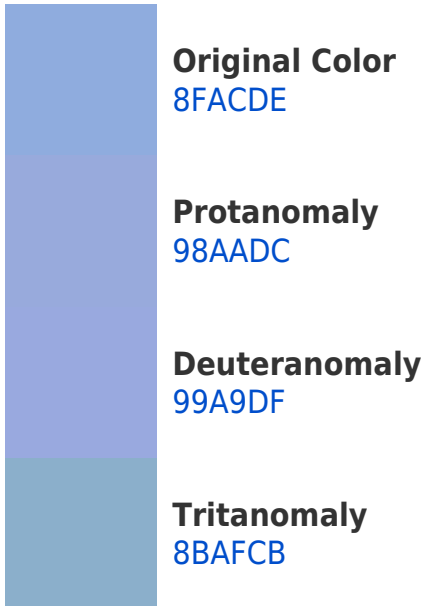 Original Color
8FACDE
Protanomaly
98AADC
Deuteranomaly
99A9DF
Tritanomaly
8BAFCB